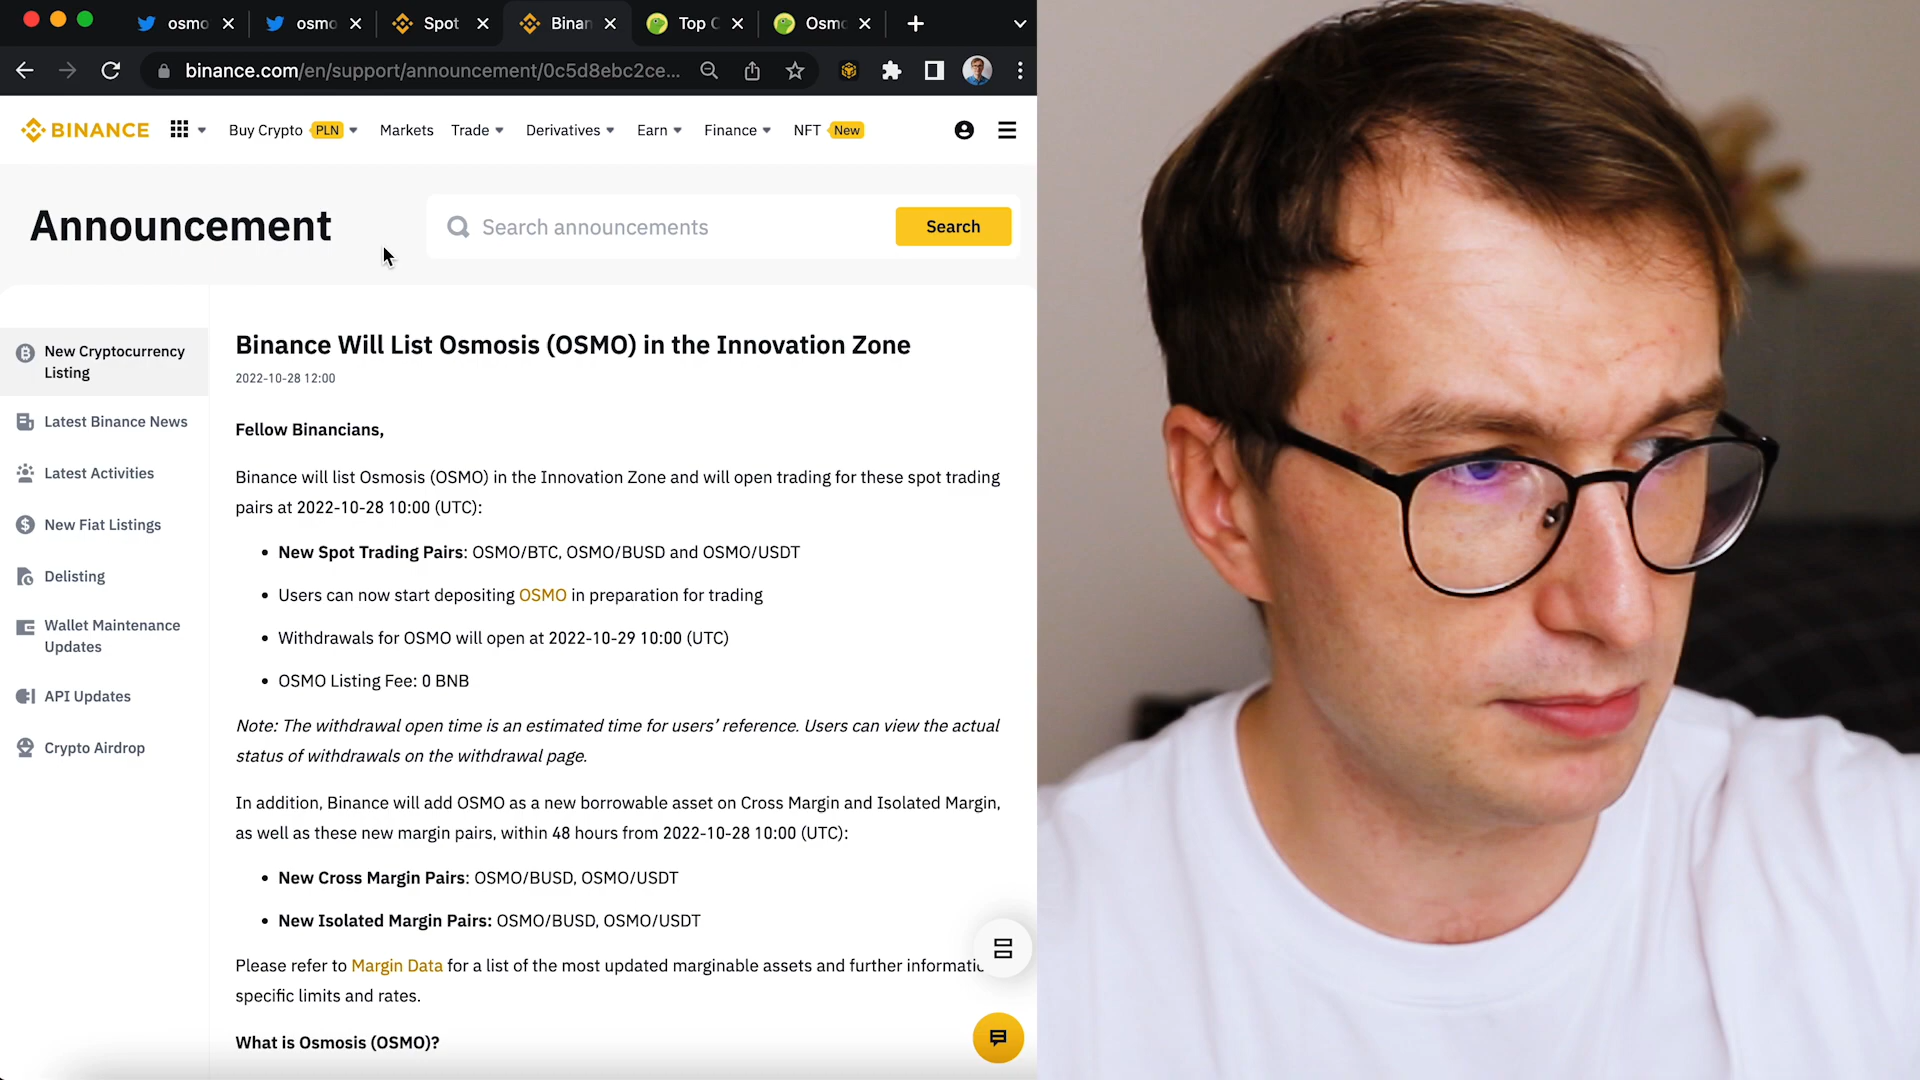 osmo
osmo
Spot
Binan
Top C
Osmo
binance.com/en/support/announcement/0c5d8ebc2ce...
BINANCE
Buy Crypto PLN
Markets
Trade
Derivatives
Earn
Finance
NFT New
Announcement
Search announcements
Search
New Cryptocurrency
Listing
Latest Binance News
Latest Activities
New Fiat Listings
Delisting
Wallet Maintenance
Updates
API Updates
Crypto Airdrop
Binance Will List Osmosis (OSMO) in the Innovation Zone
2022-10-28 12:00
Fellow Binancians,
Binance will list Osmosis (OSMO) in the Innovation Zone and will open trading for these spot trading
pairs at 2022-10-28 10:00 (UTC):
• New Spot Trading Pairs: OSMO/BTC, OSMO/BUSD and OSMO/USDT
• Users can now start depositing OSMO in preparation for trading
• Withdrawals for OSMO will open at 2022-10-29 10:00 (UTC)
• OSMO Listing Fee: 0 BNB
Note: The withdrawal open time is an estimated time for users’ reference. Users can view the actual
status of withdrawals on the withdrawal page.
In addition, Binance will add OSMO as a new borrowable asset on Cross Margin and Isolated Margin,
as well as these new margin pairs, within 48 hours from 2022-10-28 10:00 (UTC):
• New Cross Margin Pairs: OSMO/BUSD, OSMO/USDT
• New Isolated Margin Pairs: OSMO/BUSD, OSMO/USDT
Please refer to Margin Data for a list of the most updated marginable assets and further informatio
specific limits and rates.
What is Osmosis (OSMO)?